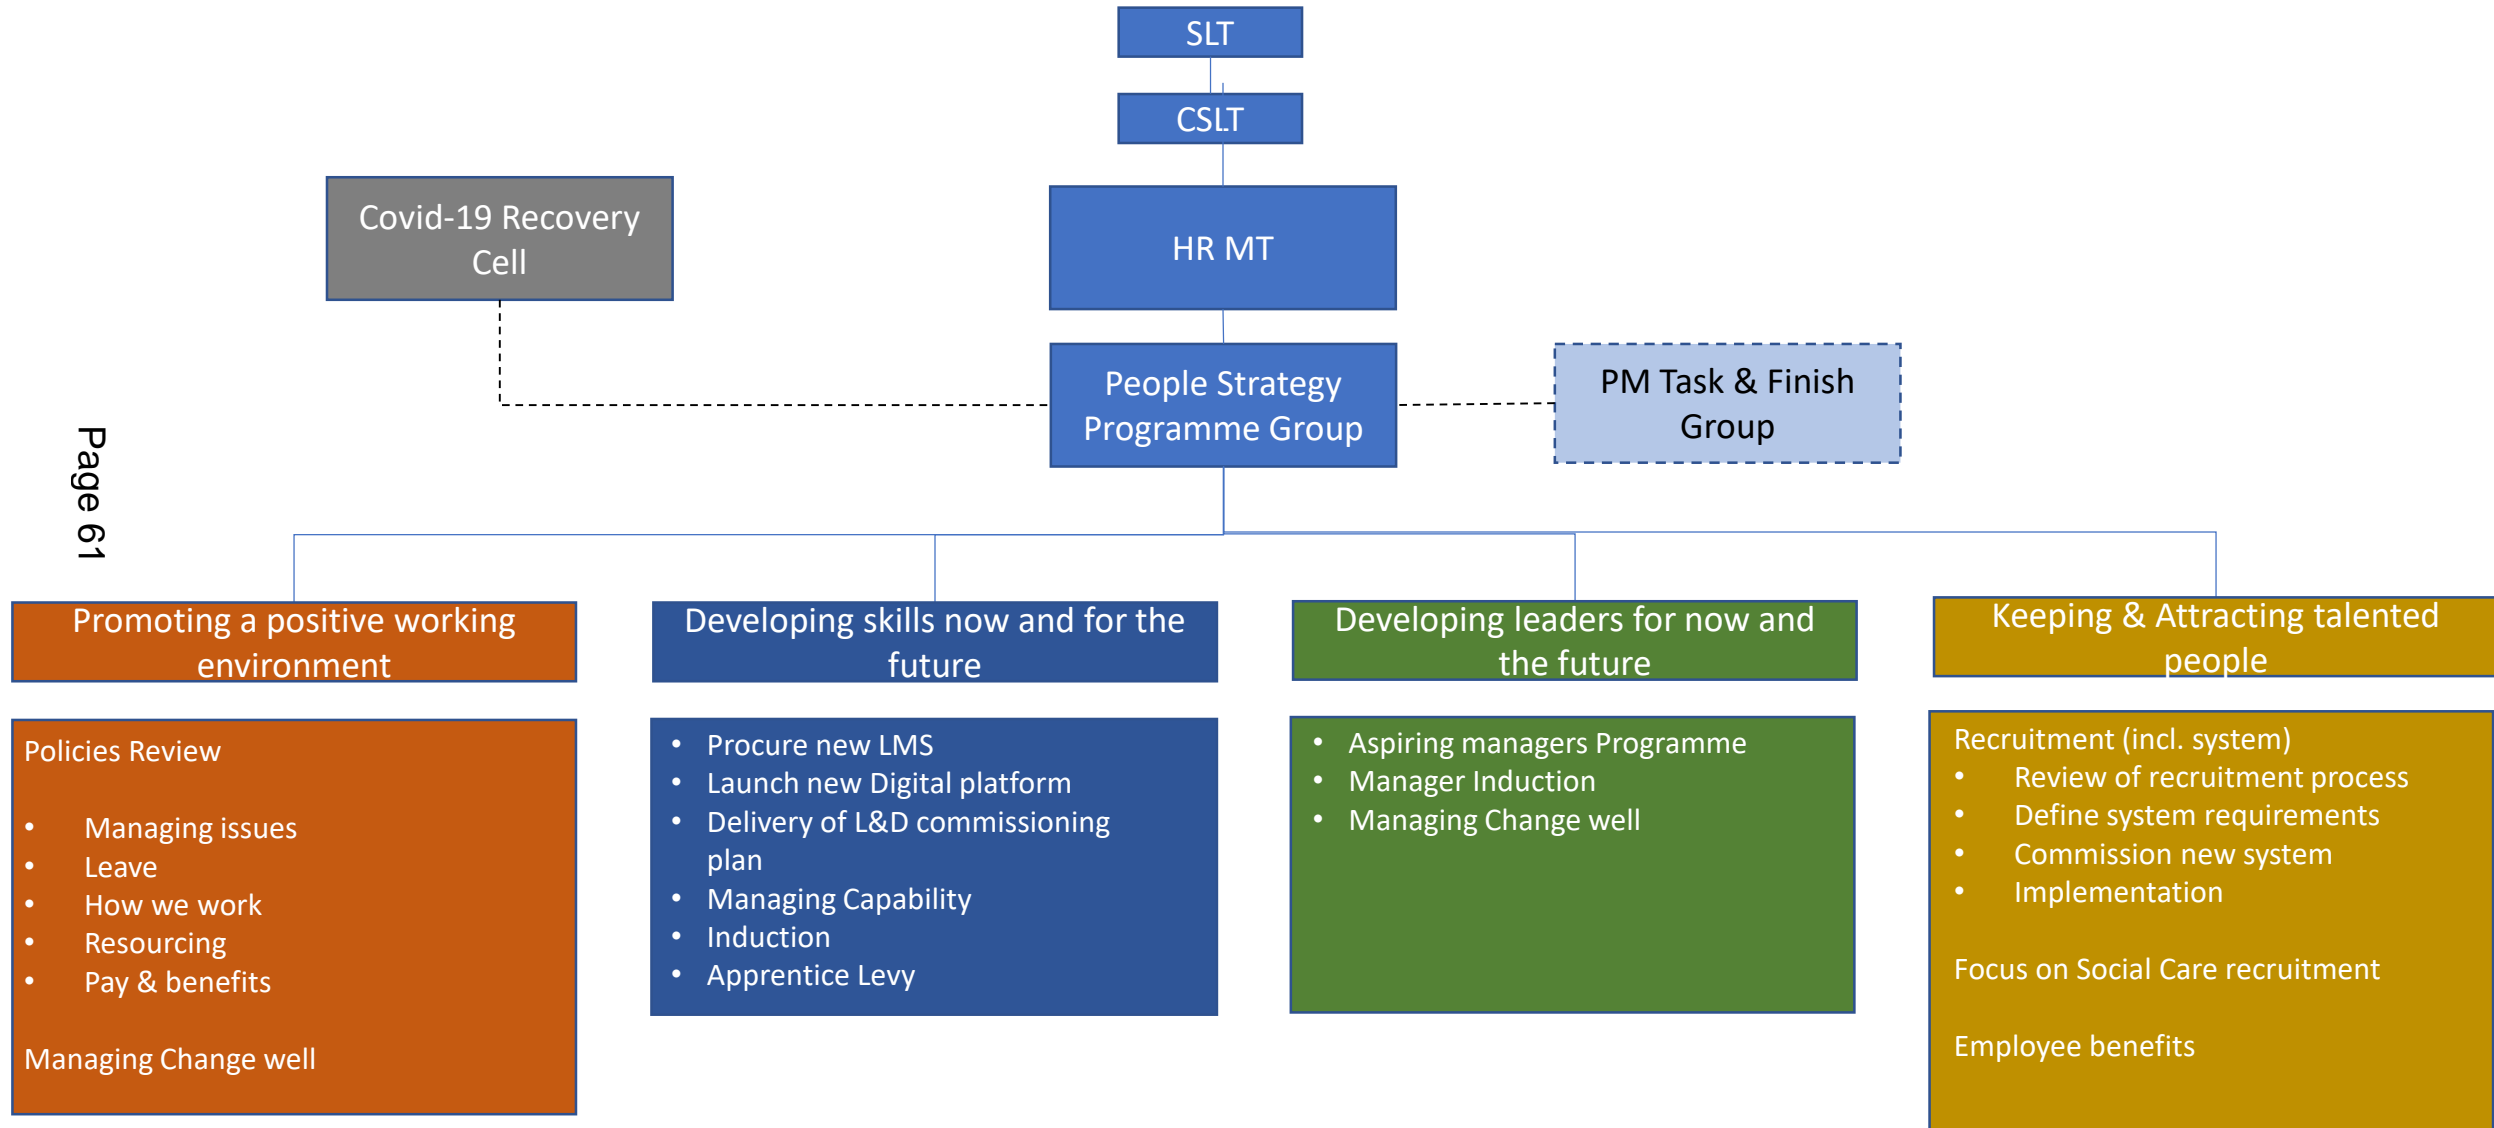 SLT
CSLT
Covid-19 Recovery
Cell
HR MT
People Strategy
Programme Group
PM Task & Finish
Group
Page 61
Promoting a positive working
environment
Policies Review
• Managing issues
• Leave
• How we work
• Resourcing
• Pay & benefits
Managing Change well
Developing skills now and for the
future
• Procure new LMS
• Launch new Digital platform
• Delivery of L&D commissioning
plan
• Managing Capability
• Induction
• Apprentice Levy
Developing leaders for now and
the future
• Aspiring managers Programme
• Manager Induction
• Managing Change well
Keeping & Attracting talented
people
Recruitment (incl. system)
• Review of recruitment process
• Define system requirements
• Commission new system
• Implementation
Focus on Social Care recruitment
Employee benefits